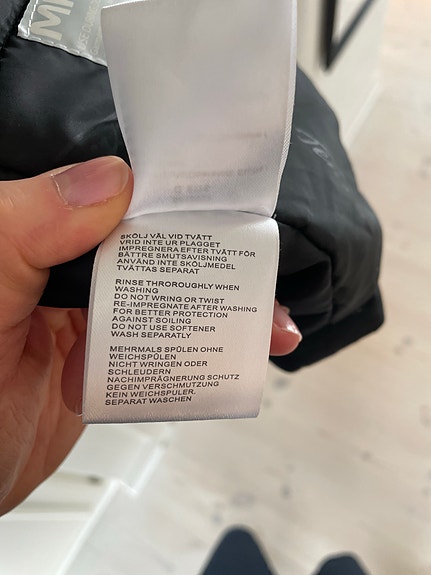 SKÖLJ VÄL VID TVÄTT
VRID INTE UR PLAGGET
IMPREGNERA EFTER TVÄTT FÖR
BÄTTRE SMUTSAVISNING
ANVÄND INTE SKÖLJMEDEL
TVÄTTAS SEPARAT
RINSE THROROUGHLY WHEN
WASHING
DO NOT WRING OR TWIST
RE-IMPREGNATE AFTER WASHING
FOR BETTER PROTECTION
AGAINST SOILING
DO NOT USE SOFTENER
WASH SEPARATELY
MEHRMALS SPÜLEN OHNE
WEICHSPÜLEN
NICHT WRINGEN ODER
SCHLEUDERN
NACHIMPRÄGNERUNG SCHUTZ
GEGEN VERSCHMUTZUNG
KEIN WEICHSPULER.
SEPARAT WASCHEN